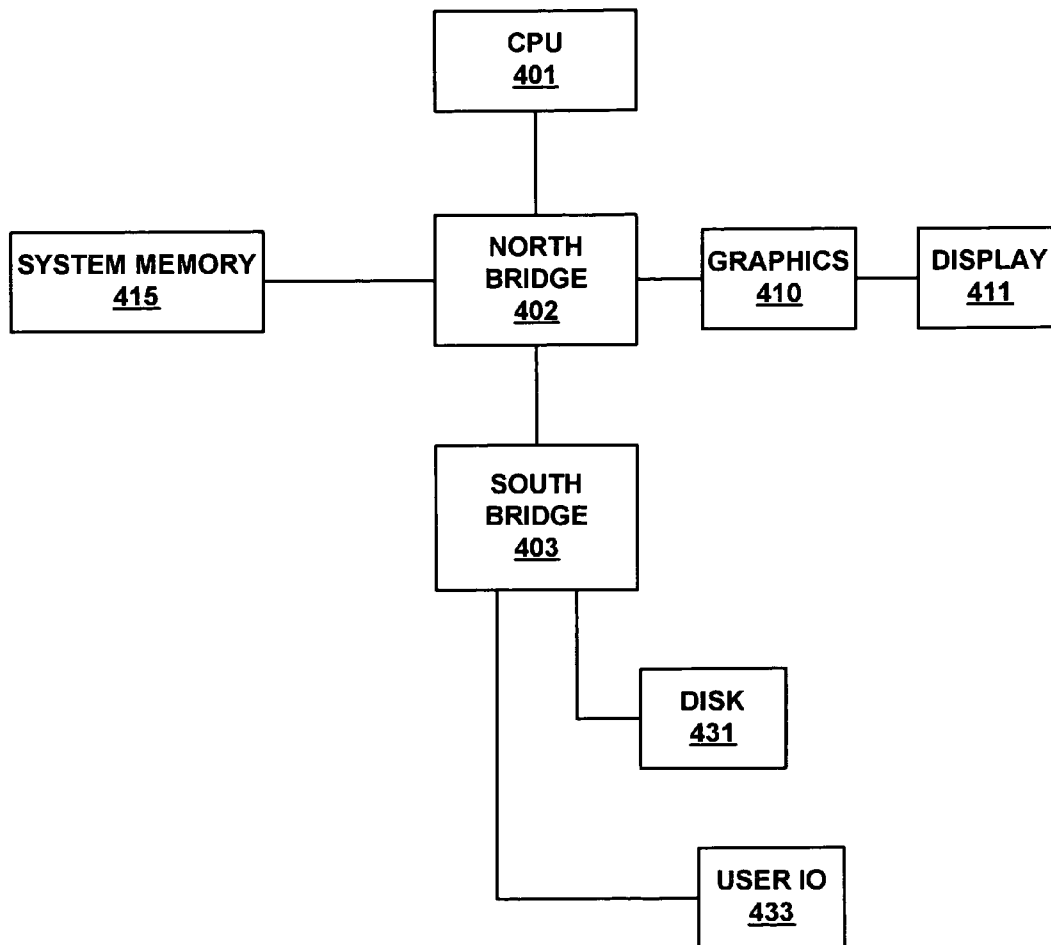 CPU
401
SYSTEM MEMORY
415
NORTH
BRIDGE
402
GRAPHICS
410
DISPLAY
411
SOUTH
BRIDGE
403
DISK
431
USER IO
433